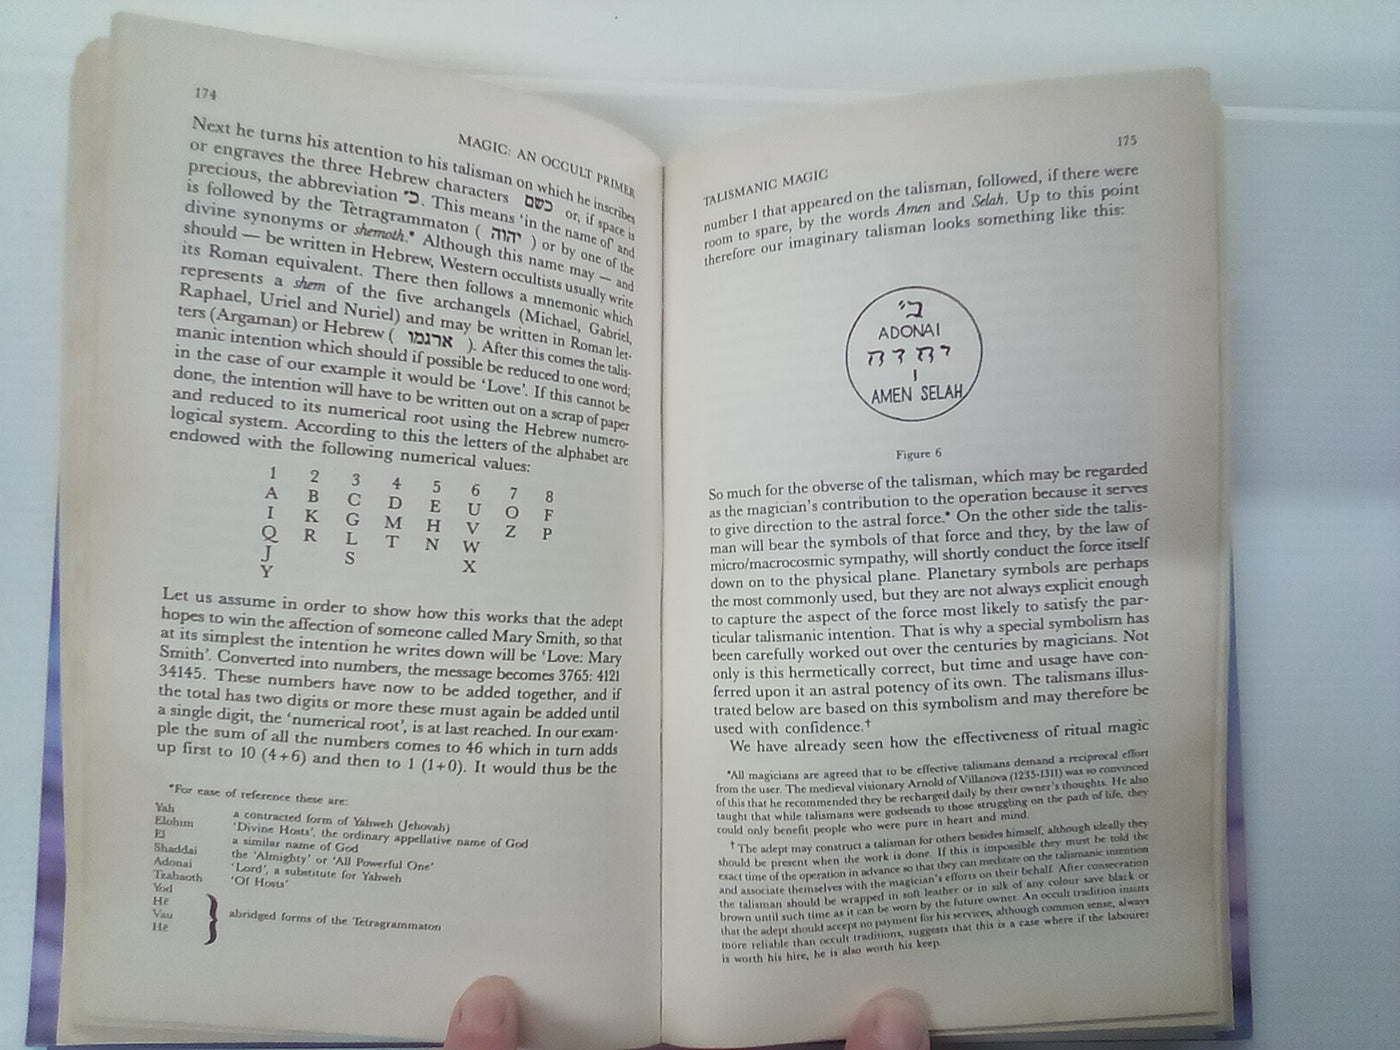 174
MAGIC: AN OCCULT PRIMER
Next he turns his attention to his talisman on which he inscribes
or engraves the three Hebrew characters כשם or, if space is
precious, the abbreviation כ״. This means 'in the name of' and
is followed by the Tetragrammaton ( יהוה ) or by one of the
divine synonyms or shemoth.* Although this name may — and
should — be written in Hebrew, Western occultists usually write
its Roman equivalent. There then follows a mnemonic which
represents a shem of the five archangels (Michael, Gabriel,
Raphael, Uriel and Nuriel) and may be written in Roman let-
ters (Argaman) or Hebrew ( ארגמו ). After this comes the talis-
manic intention which should if possible be reduced to one word;
in the case of our example it would be 'Love'. If this cannot be
done, the intention will have to be written out on a scrap of paper
and reduced to its numerical root using the Hebrew numero-
logical system. According to this the letters of the alphabet are
endowed with the following numerical values:
1 2 3 4 5 6 7 8
A B C D E U O F
I K G M H V Z P
Q R L T N W
J S X
Y
Let us assume in order to show how this works that the adept
hopes to win the affection of someone called Mary Smith, so that
at its simplest the intention he writes down will be 'Love: Mary
Smith'. Converted into numbers, the message becomes 3765: 4121
34145. These numbers have now to be added together, and if
the total has two digits or more these must again be added until
a single digit, the 'numerical root', is at last reached. In our exam-
ple the sum of all the numbers comes to 46 which in turn adds
up first to 10 (4+6) and then to 1 (1+0). It would thus be the
*For ease of reference these are:
Yah a contracted form of Yahweh (Jehovah)
Elohim 'Divine Hosts', the ordinary appellative name of God
El a similar name of God
Shaddai the 'Almighty' or 'All Powerful One'
Adonai 'Lord', a substitute for Yahweh
Tzabaoth 'Of Hosts'
Yod
He
Vau
He
abridged forms of the Tetragrammaton
175
TALISMANIC MAGIC
number 1 that appeared on the talisman, followed, if there were
room to spare, by the words Amen and Selah. Up to this point
therefore our imaginary talisman looks something like this:
ב״
ADONAI
יהוה
I
AMEN SELAH
Figure 6
So much for the obverse of the talisman, which may be regarded
as the magician's contribution to the operation because it serves
to give direction to the astral force.* On the other side the talis-
man will bear the symbols of that force and they, by the law of
micro/macrocosmic sympathy, will shortly conduct the force itself
down on to the physical plane. Planetary symbols are perhaps
the most commonly used, but they are not always explicit enough
to capture the aspect of the force most likely to satisfy the par-
ticular talismanic intention. That is why a special symbolism has
been carefully worked out over the centuries by magicians. Not
only is this hermetically correct, but time and usage have con-
ferred upon it an astral potency of its own. The talismans illus-
trated below are based on this symbolism and may therefore be
used with confidence.†
We have already seen how the effectiveness of ritual magic
*All magicians are agreed that to be effective talismans demand a reciprocal effort
from the user. The medieval visionary Arnold of Villanova (1235-1311) was so convinced
of this that he recommended they be recharged daily by their owner's thoughts. He also
taught that while talismans were godsends to those struggling on the path of life, they
could only benefit people who were pure in heart and mind.
† The adept may construct a talisman for others besides himself, although ideally they
should be present when the work is done. If this is impossible they must be told the
exact time of the operation in advance so that they can meditate on the talismanic intention
and associate themselves with the magician's efforts on their behalf. After consecration
the talisman should be wrapped in soft leather or in silk of any colour save black or
brown until such time as it can be worn by the future owner. An occult tradition insists
that the adept should accept no payment for his services, although common sense, always
more reliable than occult traditions, suggests that this is a case where if the labourer
is worth his hire, he is also worth his keep.